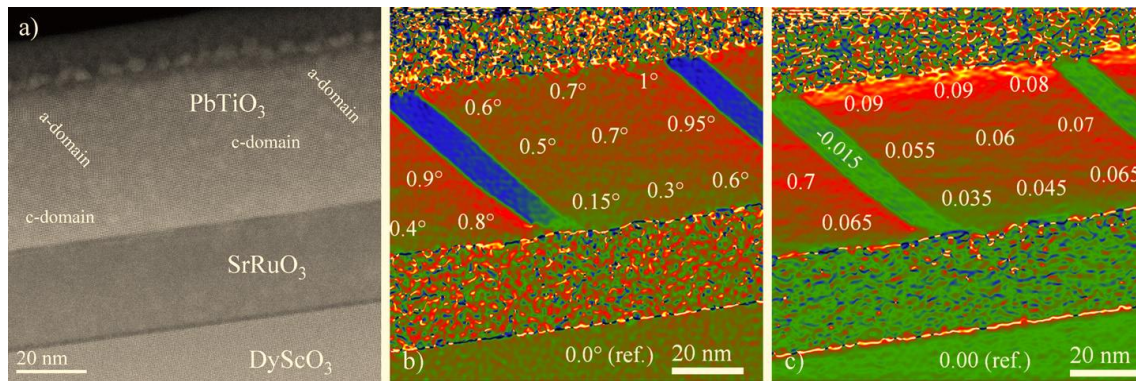 a)
PbTiO₃
a-domain
a-domain
c-domain
c-domain
SrRuO₃
20 nm
DyScO₃
0.6°
0.7°
1°
0.95°
0.7°
0.5°
0.9°
0.15°
0.3°
0.6°
0.4°
0.8°
b)
0.0° (ref.)
20 nm
0.09
0.09
0.08
0.07
-0.015
0.055
0.06
0.7
0.035
0.045
0.065
0.065
c)
0.00 (ref.)
20 nm